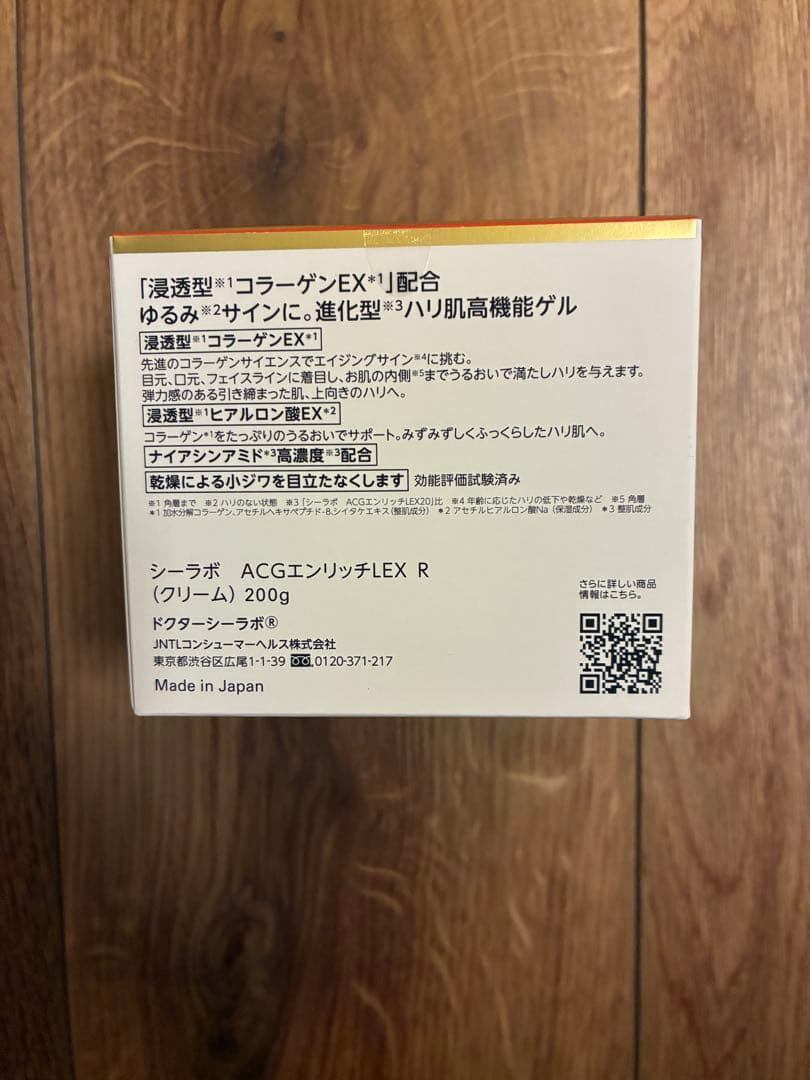 「浸透型※1コラーゲンEX*1」配合
ゆるみ※2サインに。進化型※3ハリ肌高機能ゲル
浸透型※1コラーゲンEX*1
先進のコラーゲンサイエンスでエイジングサイン※4に挑む。
目元、口元、フェイスラインに着目し、お肌の内側※5までうるおいで満たしハリを与えます。
弾力感のある引き締まった肌、上向きのハリへ。
浸透型※1ヒアルロン酸EX*2
コラーゲン*1をたっぷりのうるおいでサポート。みずみずしくふっくらしたハリ肌へ。
ナイアシンアミド*3高濃度※3配合
乾燥による小ジワを目立たなくします 効能評価試験済み
※1 角層まで ※2 ハリのない状態 ※3「シーラボ ACGエンリッチLEX20」比 ※4 年齢に応じたハリの低下や乾燥など ※5 角層
*1 加水分解コラーゲン、アセチルヘキサペプチド-8、シイタケエキス(整肌成分) *2 アセチルヒアルロン酸Na(保湿成分) *3 整肌成分
シーラボ ACGエンリッチLEX R
(クリーム) 200g
ドクターシーラボ®
JNTLコンシューマーヘルス株式会社
東京都渋谷区広尾1-1-39 0120-371-217
Made in Japan
さらに詳しい商品
情報はこちら。